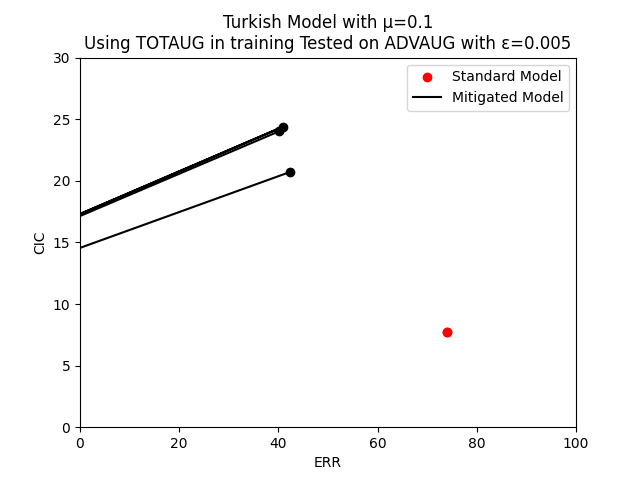 Turkish Model with μ=0.1
Using TOTAUG in training Tested on ADVAUG with ε=0.005
Standard Model
Mitigated Model
30
25
20
15
10
5
0
CIC
0 20 40 60 80 100
ERR